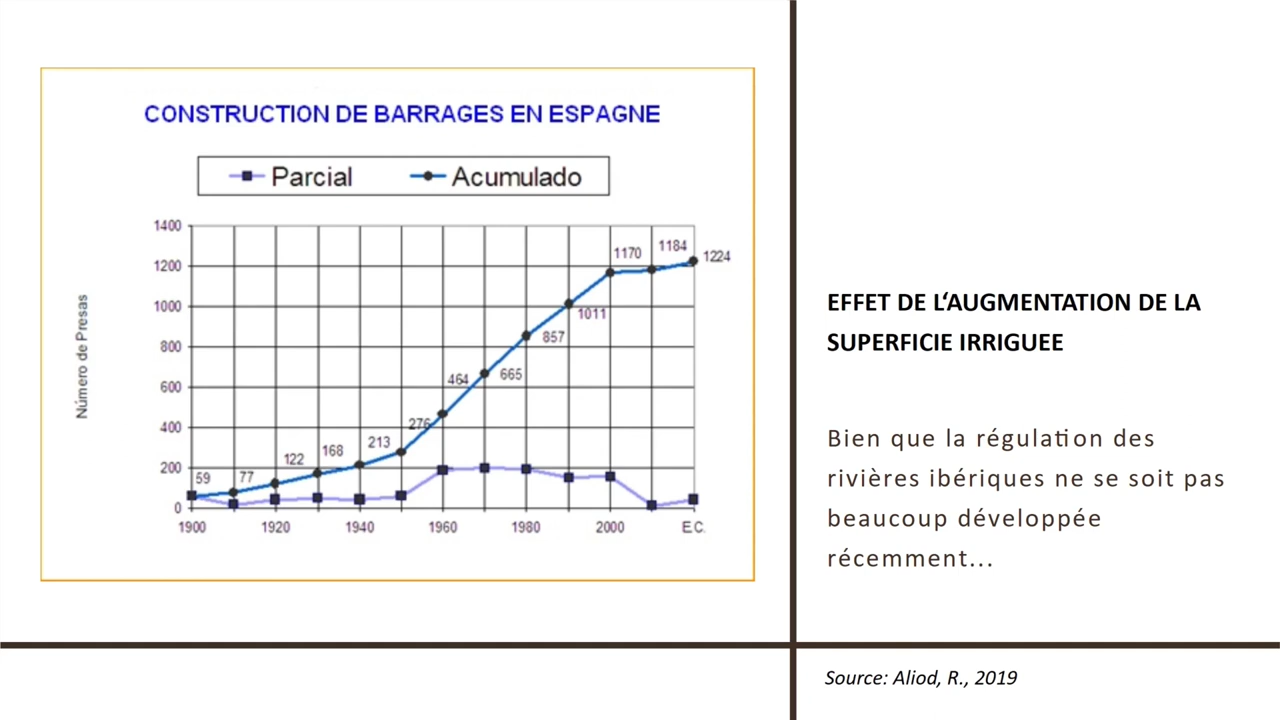 CONSTRUCTION DE BARRAGES EN ESPAGNE
Parcial Acumulado
Número de Presas
1400
1200
1000
800
600
400
200
0
59
77
122
168
213
276
464
665
857
1011
1170
1184
1224
1900 1920 1940 1960 1980 2000 E.C.
EFFET DE L‘AUGMENTATION DE LA
SUPERFICIE IRRIGUEE
Bien que la régulation des
rivières ibériques ne se soit pas
beaucoup développée
récemment...
Source: Aliod, R., 2019